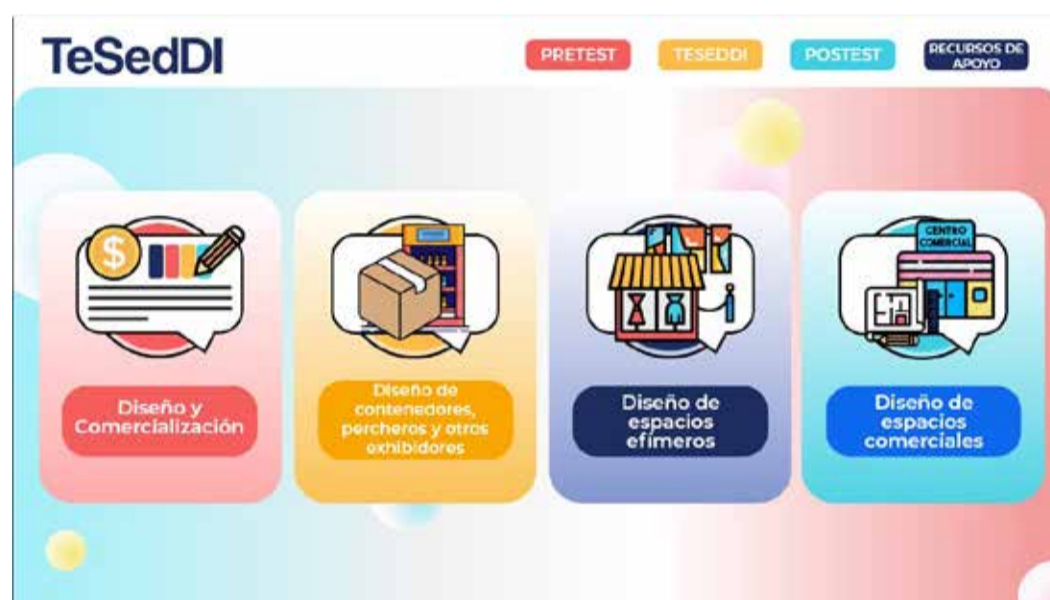 TeSedDI
PRETEST
TESEDDI
POSTEST
RECURSOS DE
APOYO
$
CENTRO
COMERCIAL
Diseño y
Comercialización
Diseño de
contenedores,
percheros y otros
exhibidores
Diseño de
espacios
efímeros
Diseño de
espacios
comerciales